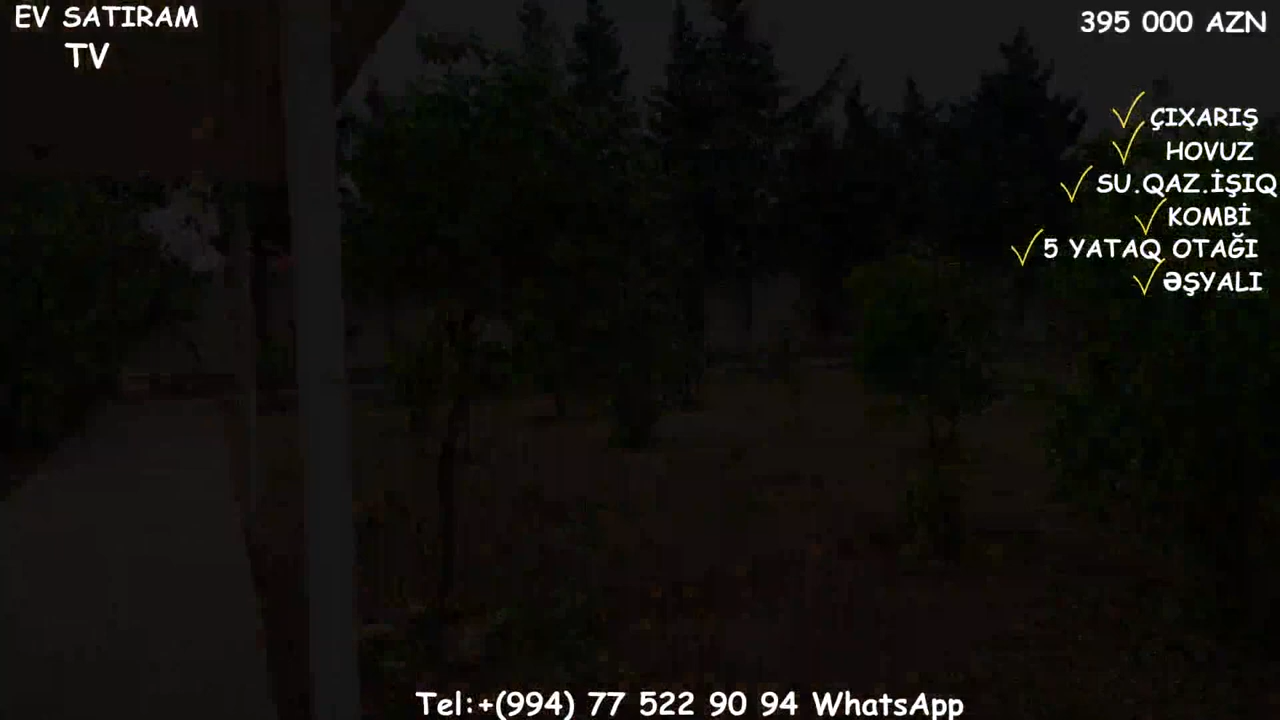 EV SATIRAM
TV
395 000 AZN
ÇIXARIŞ
HOVUZ
SU.QAZ.İŞIQ
KOMBİ
5 YATAQ OTAĞI
ƏŞYALI
Tel:+(994) 77 522 90 94 WhatsApp